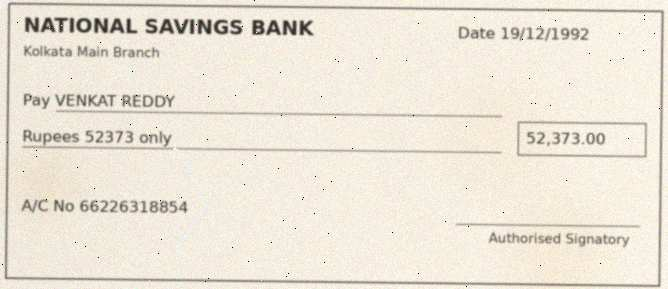 NATIONAL SAVINGS BANK
Date 19/12/1992
Kolkata Main Branch
Pay VENKAT REDDY
Rupees 52373 only
52,373.00
A/C No 66226318854
Authorised Signatory